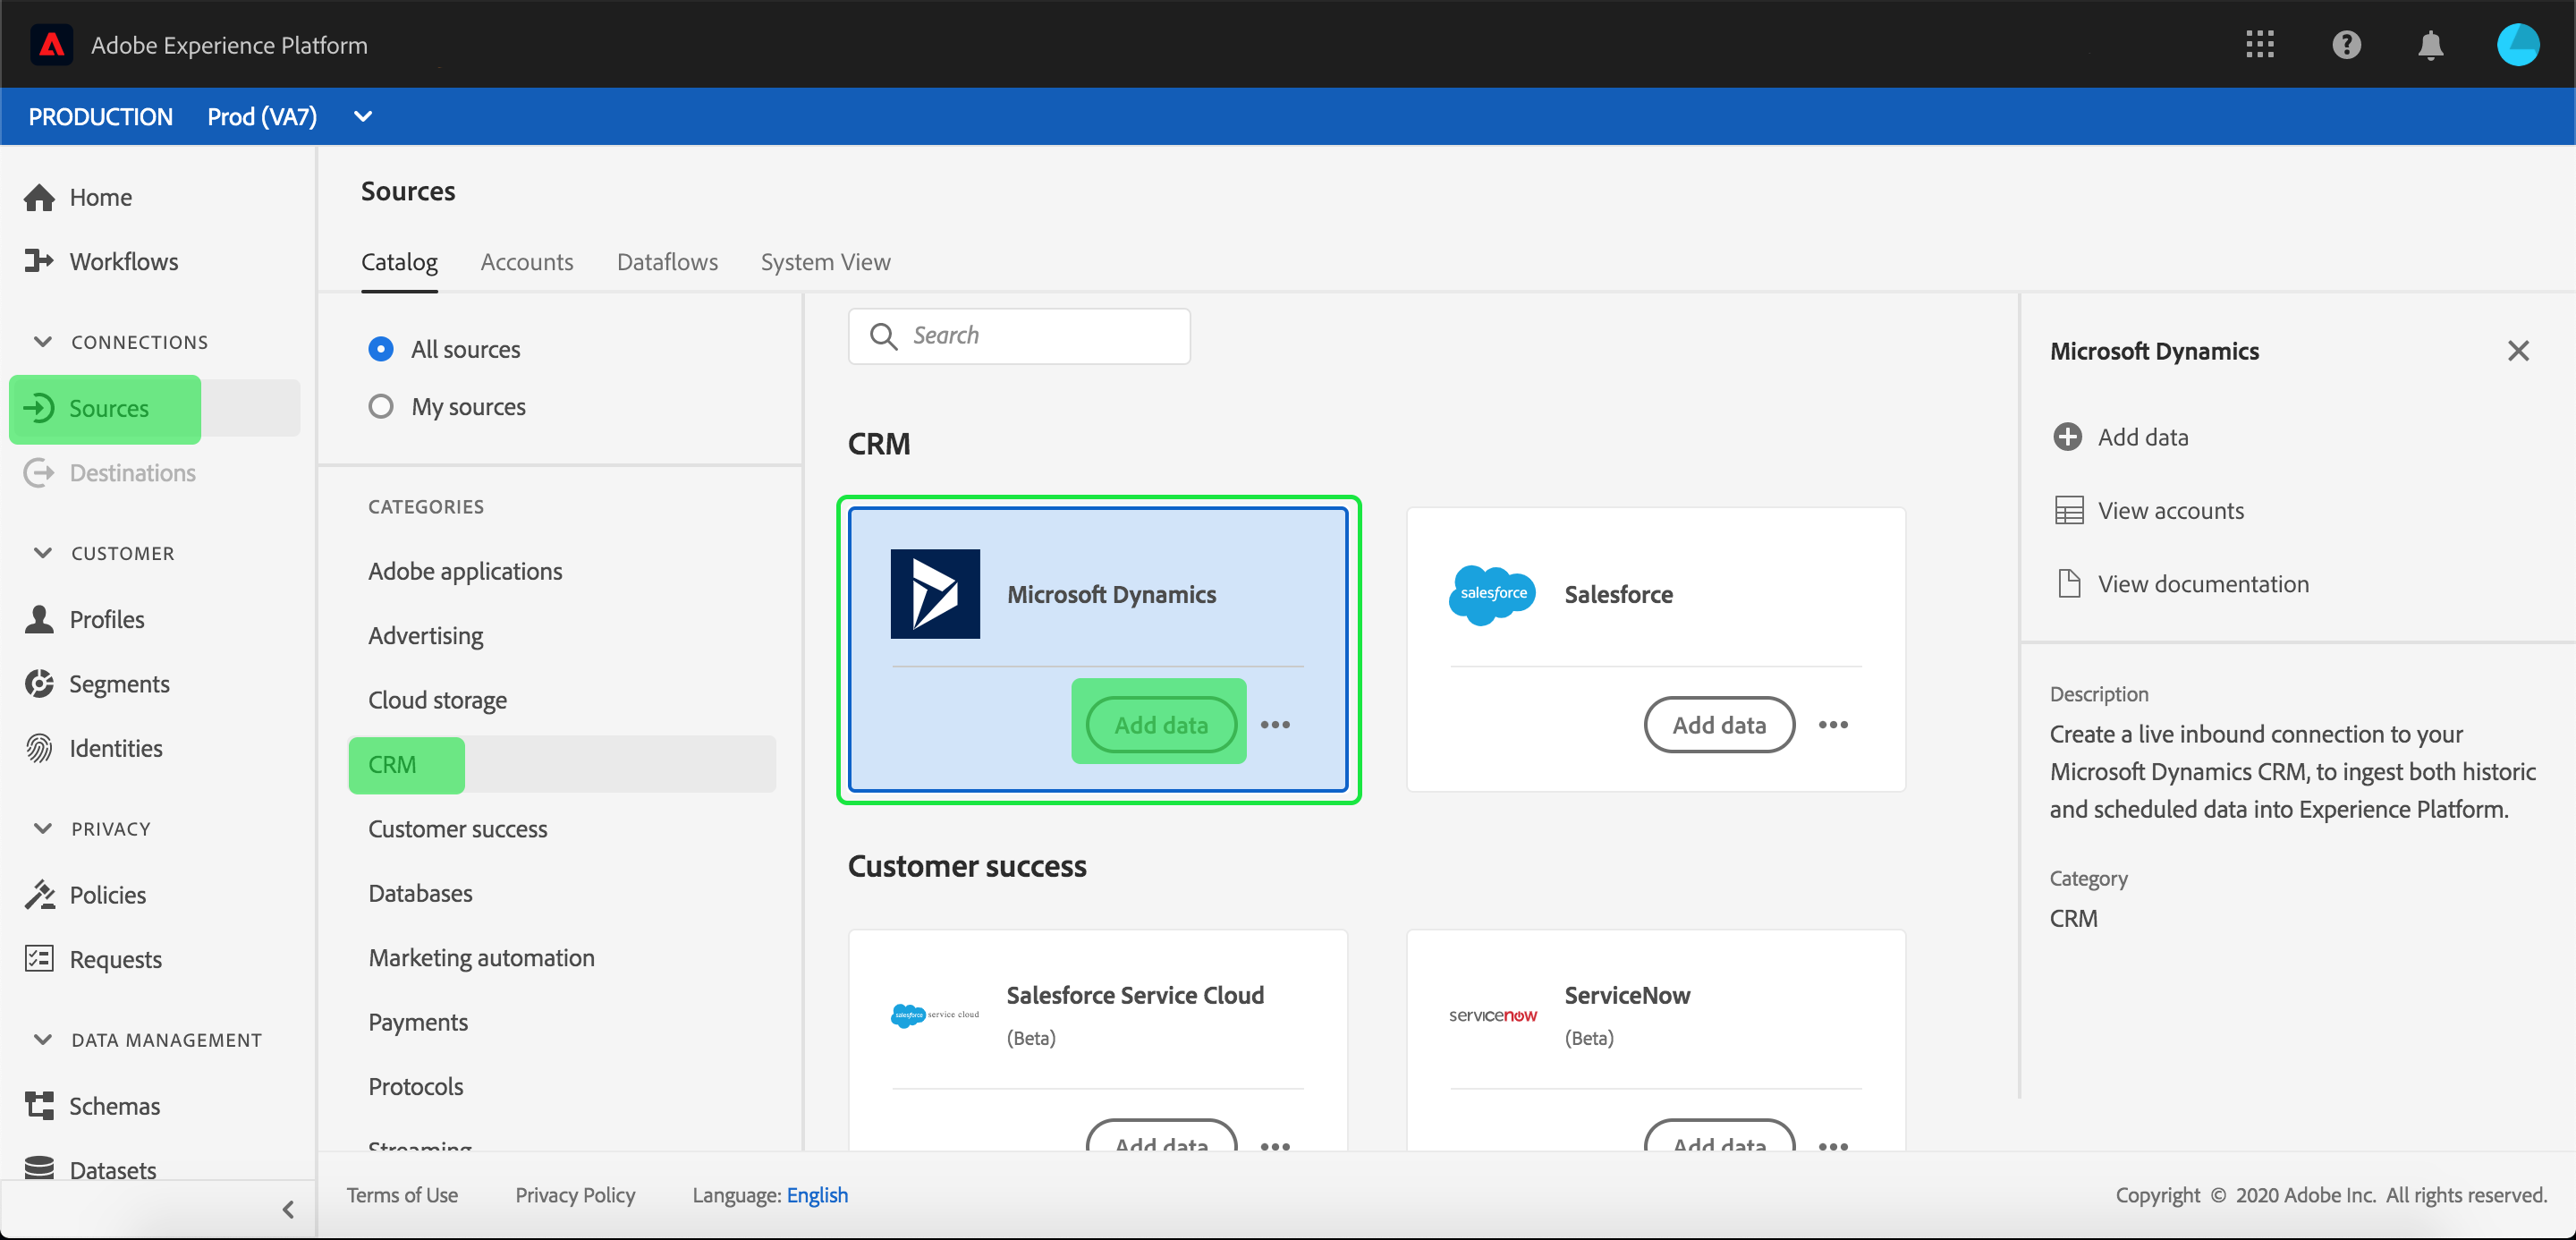 Adobe Experience Platform
PRODUCTION Prod (VA7)
Home
Workflows
CONNECTIONS
Sources
Destinations
CUSTOMER
Profiles
Segments
Identities
PRIVACY
Policies
Requests
DATA MANAGEMENT
Schemas
Datasets
Sources
Catalog Accounts Dataflows System View
All sources
My sources
CATEGORIES
Adobe applications
Advertising
Cloud storage
CRM
Customer success
Databases
Marketing automation
Payments
Protocols
Streaming
Search
CRM
Microsoft Dynamics
Add data
salesforce
Salesforce
Add data
Customer success
salesforce service cloud
Salesforce Service Cloud
(Beta)
Add data
servicenow
ServiceNow
(Beta)
Add data
Microsoft Dynamics
Add data
View accounts
View documentation
Description
Create a live inbound connection to your
Microsoft Dynamics CRM, to ingest both historic
and scheduled data into Experience Platform.
Category
CRM
Terms of Use Privacy Policy Language: English
Copyright © 2020 Adobe Inc. All rights reserved.